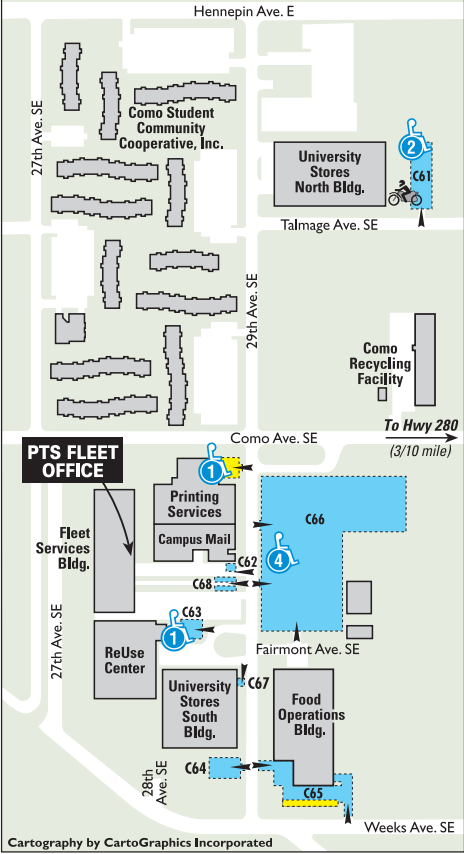 Hennepin Ave. E
27th Ave. SE
Como Student
Community
Cooperative, Inc.
2
University
Stores
North Bldg.
C61
Talmage Ave. SE
29th Ave. SE
Como
Recycling
Facility
To Hwy 280
(3/10 mile)
Como Ave. SE
PTS FLEET
OFFICE
1
Printing
Services
Campus Mail
Fleet
Services
Bldg.
C66
4
C62
C68
C63
1
27th Ave. SE
ReUse
Center
Fairmont Ave. SE
C67
University
Stores
South Bldg.
Food
Operations
Bldg.
28th
Ave. SE
C64
C65
Weeks Ave. SE
Cartography by CartoGraphics Incorporated